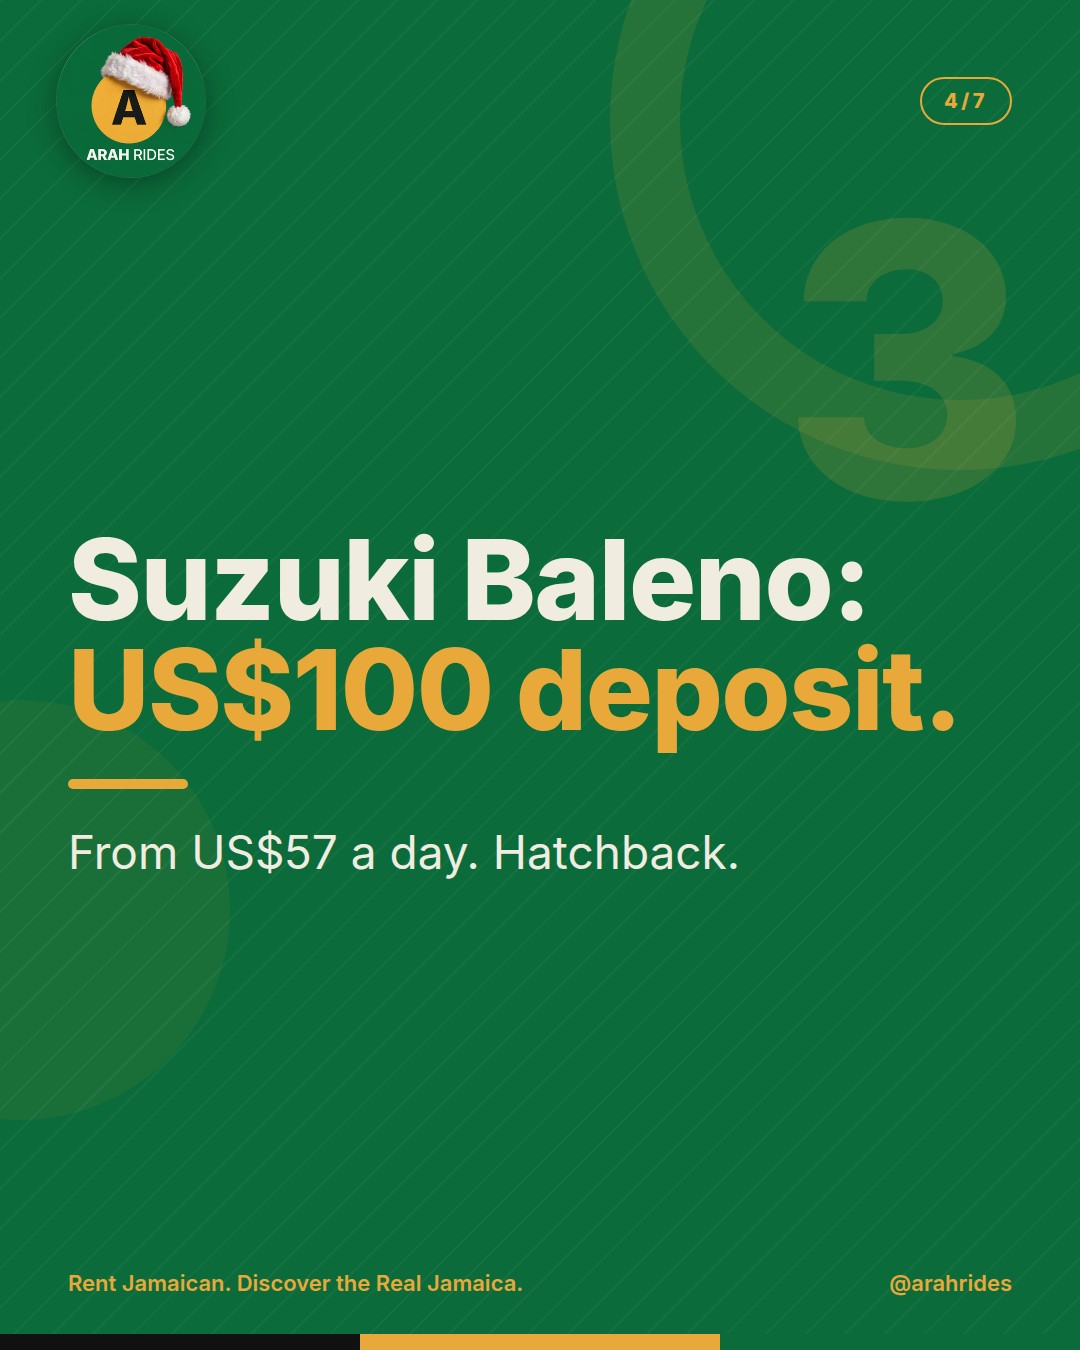 A
ARAH RIDES
4/7
3
Suzuki Baleno:
US$100 deposit.
From US$57 a day. Hatchback.
Rent Jamaican. Discover the Real Jamaica.
@arahrides